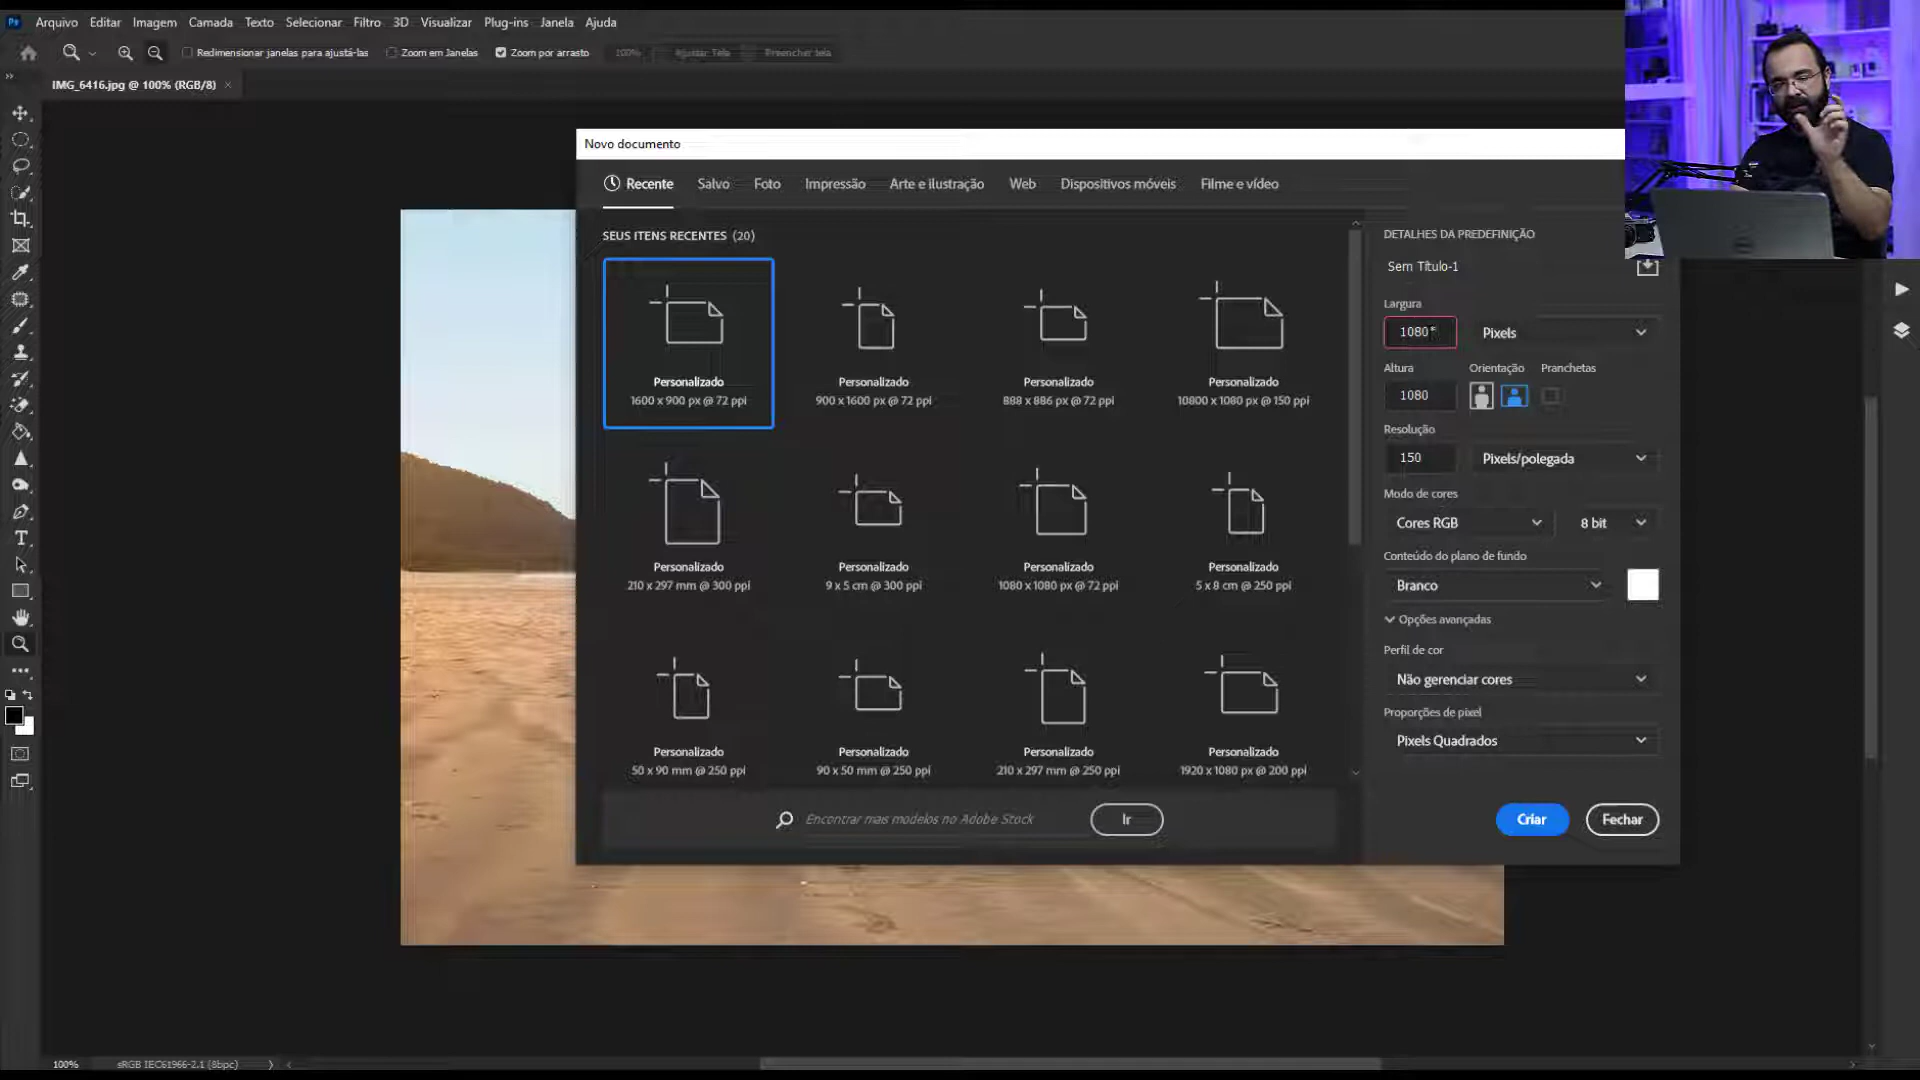 Ps Arquivo Editar Imagem Camada Texto Selecionar Filtro 3D Visualizar Plug-ins Janela Ajuda
Redimensionar janelas para ajustá-las Zoom em Janelas Zoom por arrasto 100% Ajustar Tela Preencher tela
IMG_6416.jpg @ 100% (RGB/8) ×
Novo documento
Recente Salvo Foto Impressão Arte e ilustração Web Dispositivos móveis Filme e vídeo
SEUS ITENS RECENTES (20)
Personalizado Personalizado Personalizado Personalizado
1600 x 900 px @ 72 ppi 900 x 1600 px @ 72 ppi 888 x 886 px @ 72 ppi 10800 x 1080 px @ 150 ppi
Personalizado Personalizado Personalizado Personalizado
210 x 297 mm @ 300 ppi 9 x 5 cm @ 300 ppi 1080 x 1080 px @ 72 ppi 5 x 8 cm @ 250 ppi
Personalizado Personalizado Personalizado Personalizado
50 x 90 mm @ 250 ppi 90 x 50 mm @ 250 ppi 210 x 297 mm @ 250 ppi 1920 x 1080 px @ 200 ppi
Encontrar mais modelos no Adobe Stock Ir
DETALHES DA PREDEFINIÇÃO
Sem Título-1
Largura
1080* Pixels
Altura Orientação Pranchetas
1080
Resolução
150 Pixels/polegada
Modo de cores
Cores RGB 8 bit
Conteúdo do plano de fundo
Branco
Opções avançadas
Perfil de cor
Não gerenciar cores
Proporções de pixel
Pixels Quadrados
Criar Fechar
100% sRGB IEC61966-2.1 (8bpc)